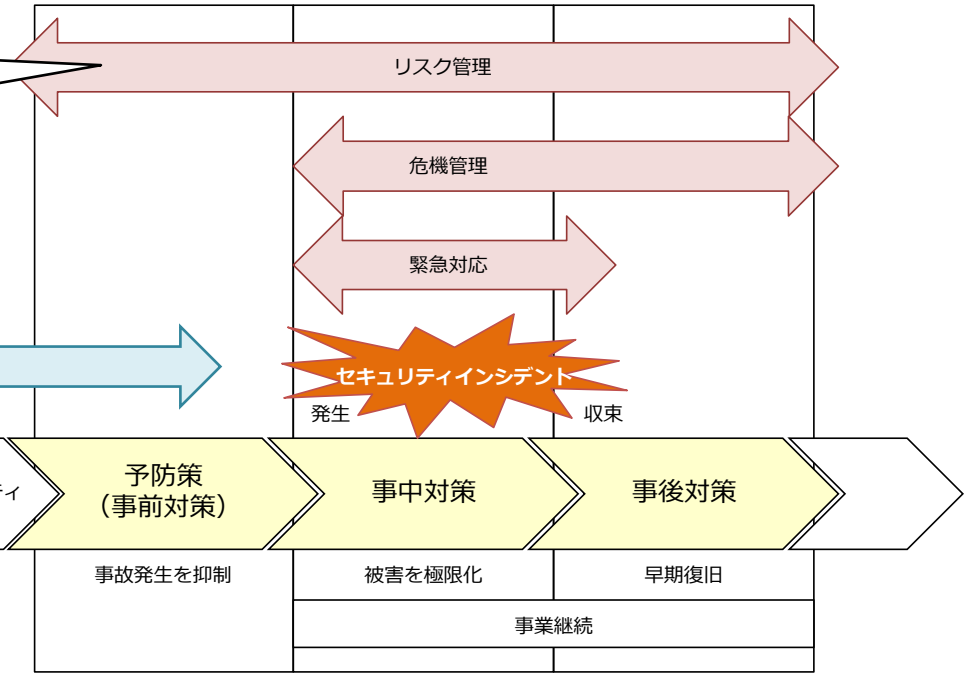 リスク管理
危機管理
緊急対応
セキュリティインシデント
発生
収束
ティ
予防策
（事前対策）
事中対策
事後対策
事故発生を抑制
被害を極限化
早期復旧
事業継続